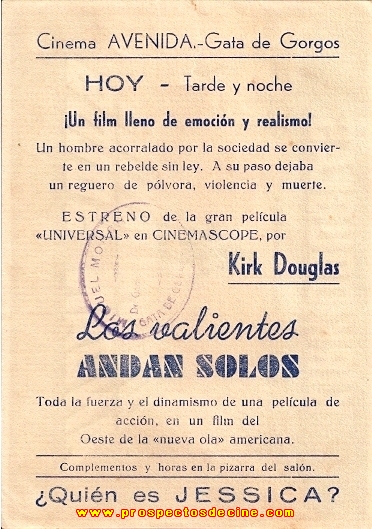 Cinema AVENIDA.-Gata de Gorgos
HOY - Tarde y noche
¡Un film lleno de emoción y realismo!
Un hombre acorralado por la sociedad se convier-
te en un rebelde sin ley. A su paso dejaba
un reguero de pólvora, violencia y muerte.
ESTRENO de la gran película
«UNIVERSAL» en CINEMASCOPE, por
Kirk Douglas
Los valientes
ANDAN SOLOS
Toda la fuerza y el dinamismo de una película de
acción, en un film del
Oeste de la «nueva ola» americana.
Complementos y horas en la pizarra del salón.
¿Quién es JESSICA?
www.prospectosdecine.com